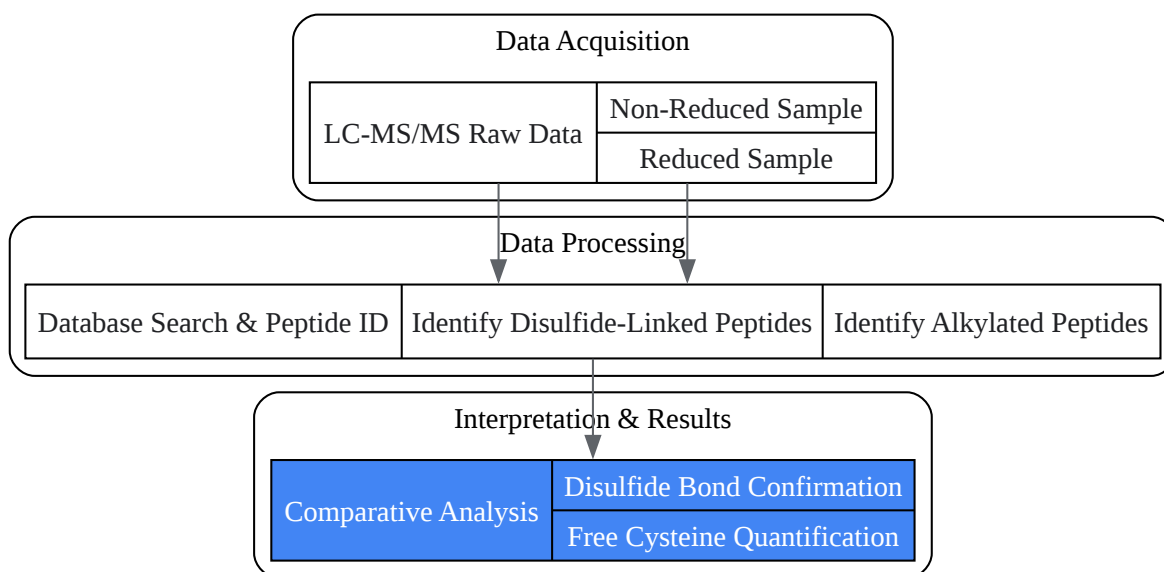 Data Acquisition
LC-MS/MS Raw Data
Non-Reduced Sample
Reduced Sample
Data Processing
Database Search & Peptide ID
Identify Disulfide-Linked Peptides
Identify Alkylated Peptides
Interpretation & Results
Comparative Analysis
Disulfide Bond Confirmation
Free Cysteine Quantification